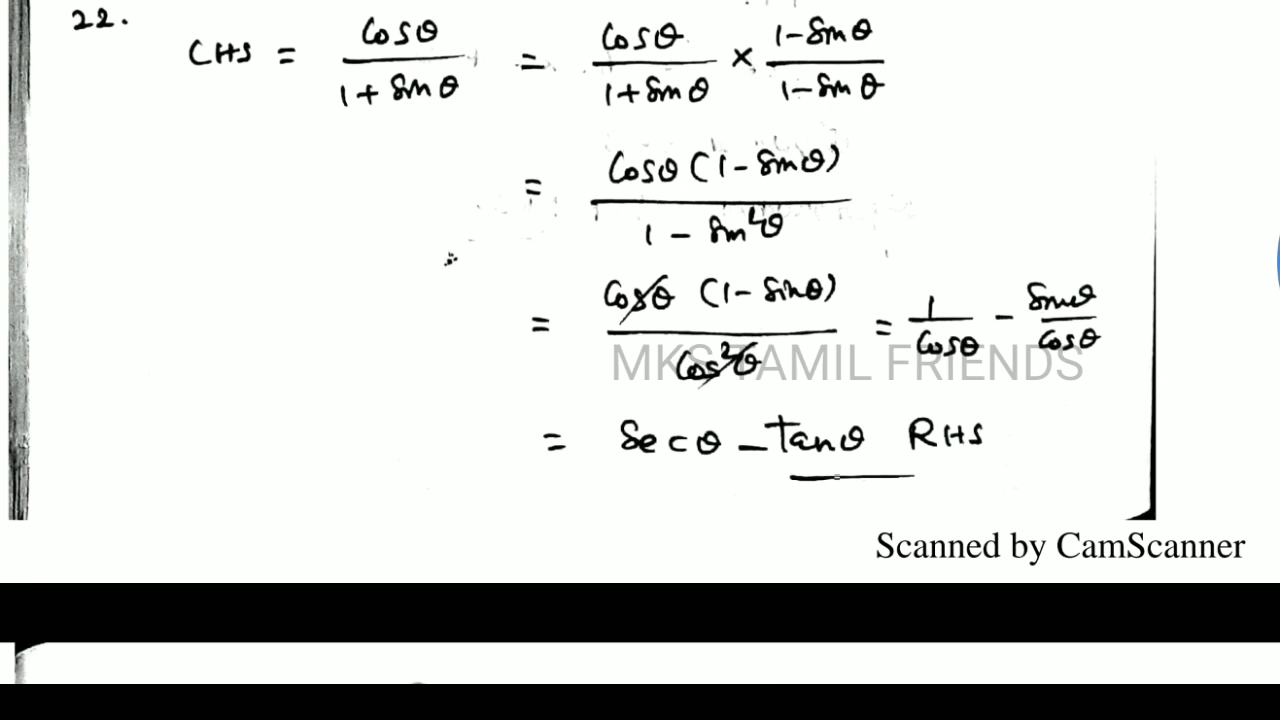 22.
LHS = cosθ / 1 + sinθ = cosθ / 1 + sinθ × 1 - sinθ / 1 - sinθ
= cosθ (1 - sinθ) / 1 - sin²θ
= cosθ (1 - sinθ) / cos²θ = 1 / cosθ - sinθ / cosθ
MKS TAMIL FRIENDS
= secθ - tanθ RHS
Scanned by CamScanner